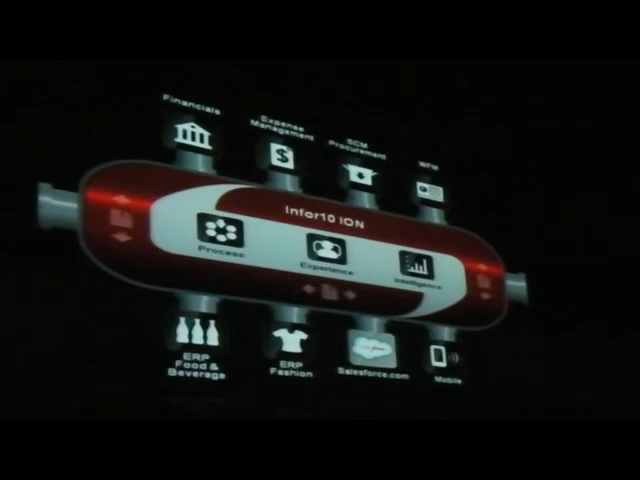 Financials
Expense
Management
SCM
Procurement
WFM
Infor10 ION
Process
Experience
Intelligence
ERP
Food &
Beverage
ERP
Fashion
Salesforce.com
Mobile